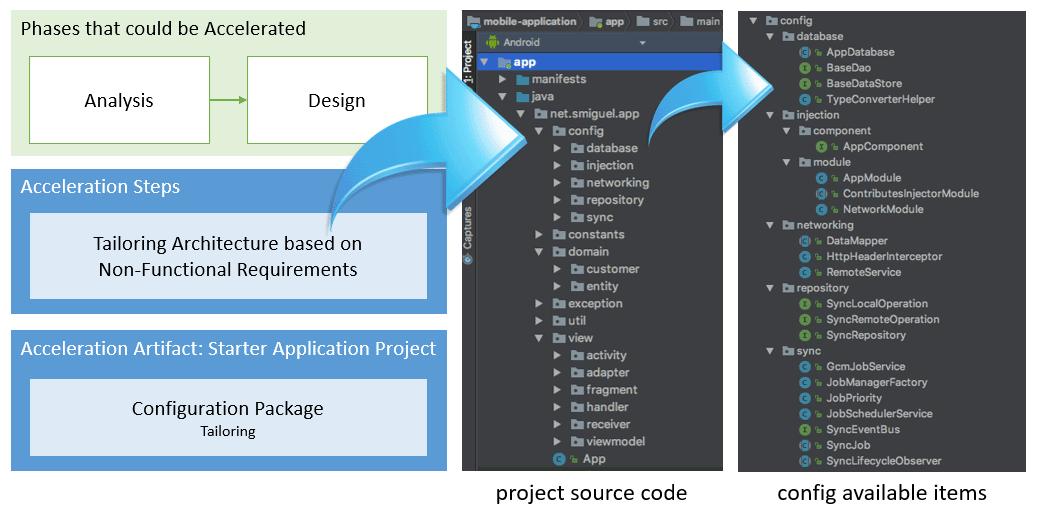 Phases that could be Accelerated
Analysis
Design
Acceleration Steps
Tailoring Architecture based on
Non-Functional Requirements
Acceleration Artifact: Starter Application Project
Configuration Package
Tailoring
mobile-application
app
src
main
1: Project
Captures
Android
app
manifests
java
net.smiguel.app
config
database
injection
networking
repository
sync
constants
domain
customer
entity
exception
util
view
activity
adapter
fragment
handler
receiver
viewmodel
App
project source code
config
database
AppDatabase
BaseDao
BaseDataStore
TypeConverterHelper
injection
component
AppComponent
module
AppModule
ContributesInjectorModule
NetworkModule
networking
DataMapper
HttpHeaderInterceptor
RemoteService
repository
SyncLocalOperation
SyncRemoteOperation
SyncRepository
sync
GcmJobService
JobManagerFactory
JobPriority
JobSchedulerService
SyncEventBus
SyncJob
SyncLifecycleObserver
config available items